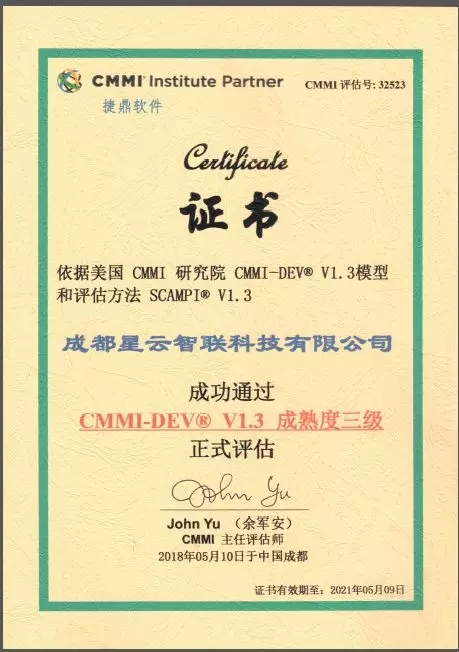 CMMI® Institute Partner
CMMI 评估号: 32523
捷鼎软件
Certificate
证书
依据美国 CMMI 研究院 CMMI-DEV® V1.3模型
和评估方法 SCAMPI® V1.3
成都星云智联科技有限公司
成功通过
CMMI-DEV® V1.3 成熟度三级
正式评估
John Yu
John Yu （余军安）
CMMI 主任评估师
2018年05月10日于中国成都
证书有效期至: 2021年05月09日